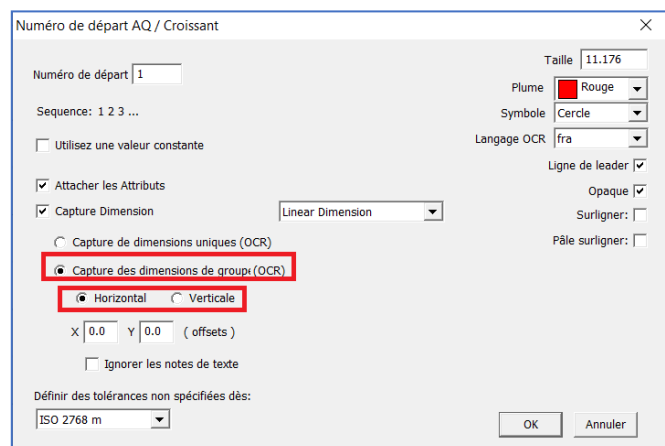 Numéro de départ AQ / Croissant
Numéro de départ 1
Sequence: 1 2 3 ...
Utilisez une valeur constante
Attacher les Attributs
Capture Dimension Linear Dimension
Capture de dimensions uniques (OCR)
Capture des dimensions de group (OCR)
Horizontal Verticale
X 0.0 Y 0.0 ( offsets )
Ignorer les notes de texte
Définir des tolérances non spécifiées dès:
ISO 2768 m
Taille 11.176
Plume Rouge
Symbole Cercle
Langage OCR fra
Ligne de leader
Opaque
Surligner:
Pâle surligner:
OK Annuler